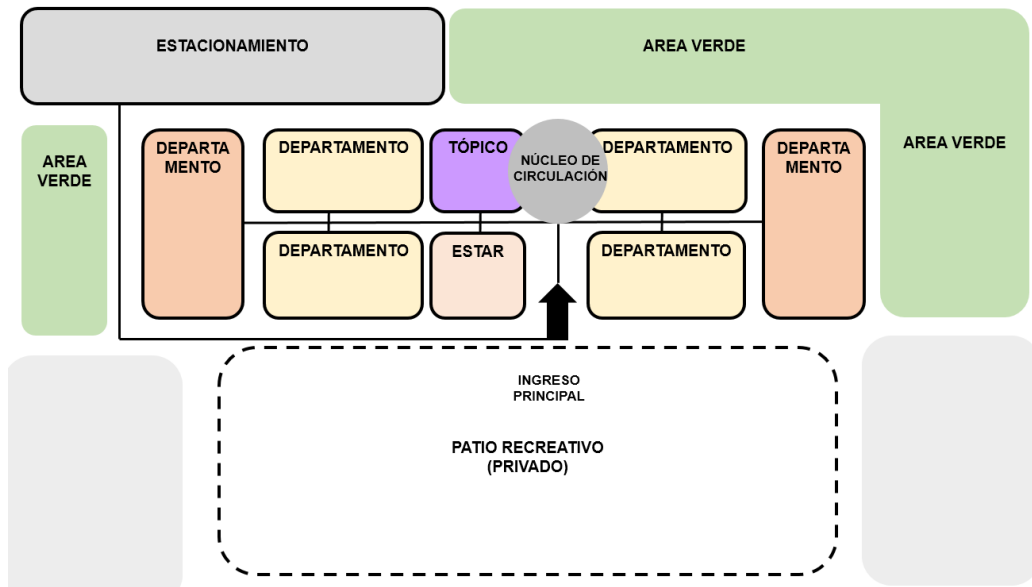 ESTACIONAMIENTO
AREA VERDE
AREA
VERDE
DEPARTA
MENTO
DEPARTAMENTO
TÓPICO
NÚCLEO DE
CIRCULACIÓN
DEPARTAMENTO
DEPARTA
MENTO
AREA VERDE
DEPARTAMENTO
ESTAR
DEPARTAMENTO
INGRESO
PRINCIPAL
PATIO RECREATIVO
(PRIVADO)